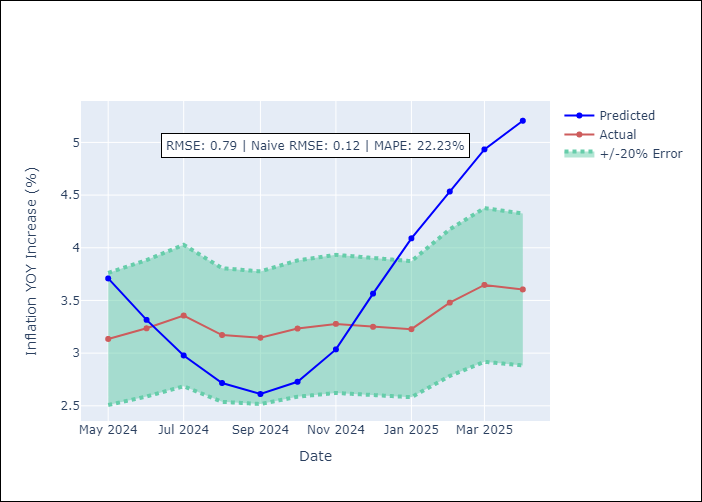 RMSE: 0.79 | Naive RMSE: 0.12 | MAPE: 22.23%
Predicted
Actual
+/-20% Error
Inflation YOY Increase (%)
5
4.5
4
3.5
3
2.5
May 2024
Jul 2024
Sep 2024
Nov 2024
Jan 2025
Mar 2025
Date